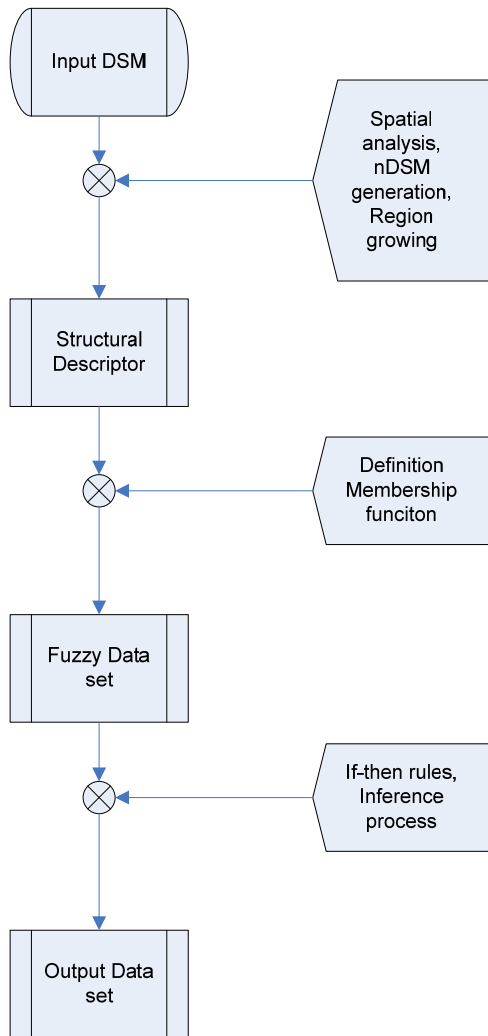 Input DSM
Spatial
analysis,
nDSM
generation,
Region
growing
Structural
Descriptor
Definition
Membership
funciton
Fuzzy Data
set
If-then rules,
Inference
process
Output Data
set